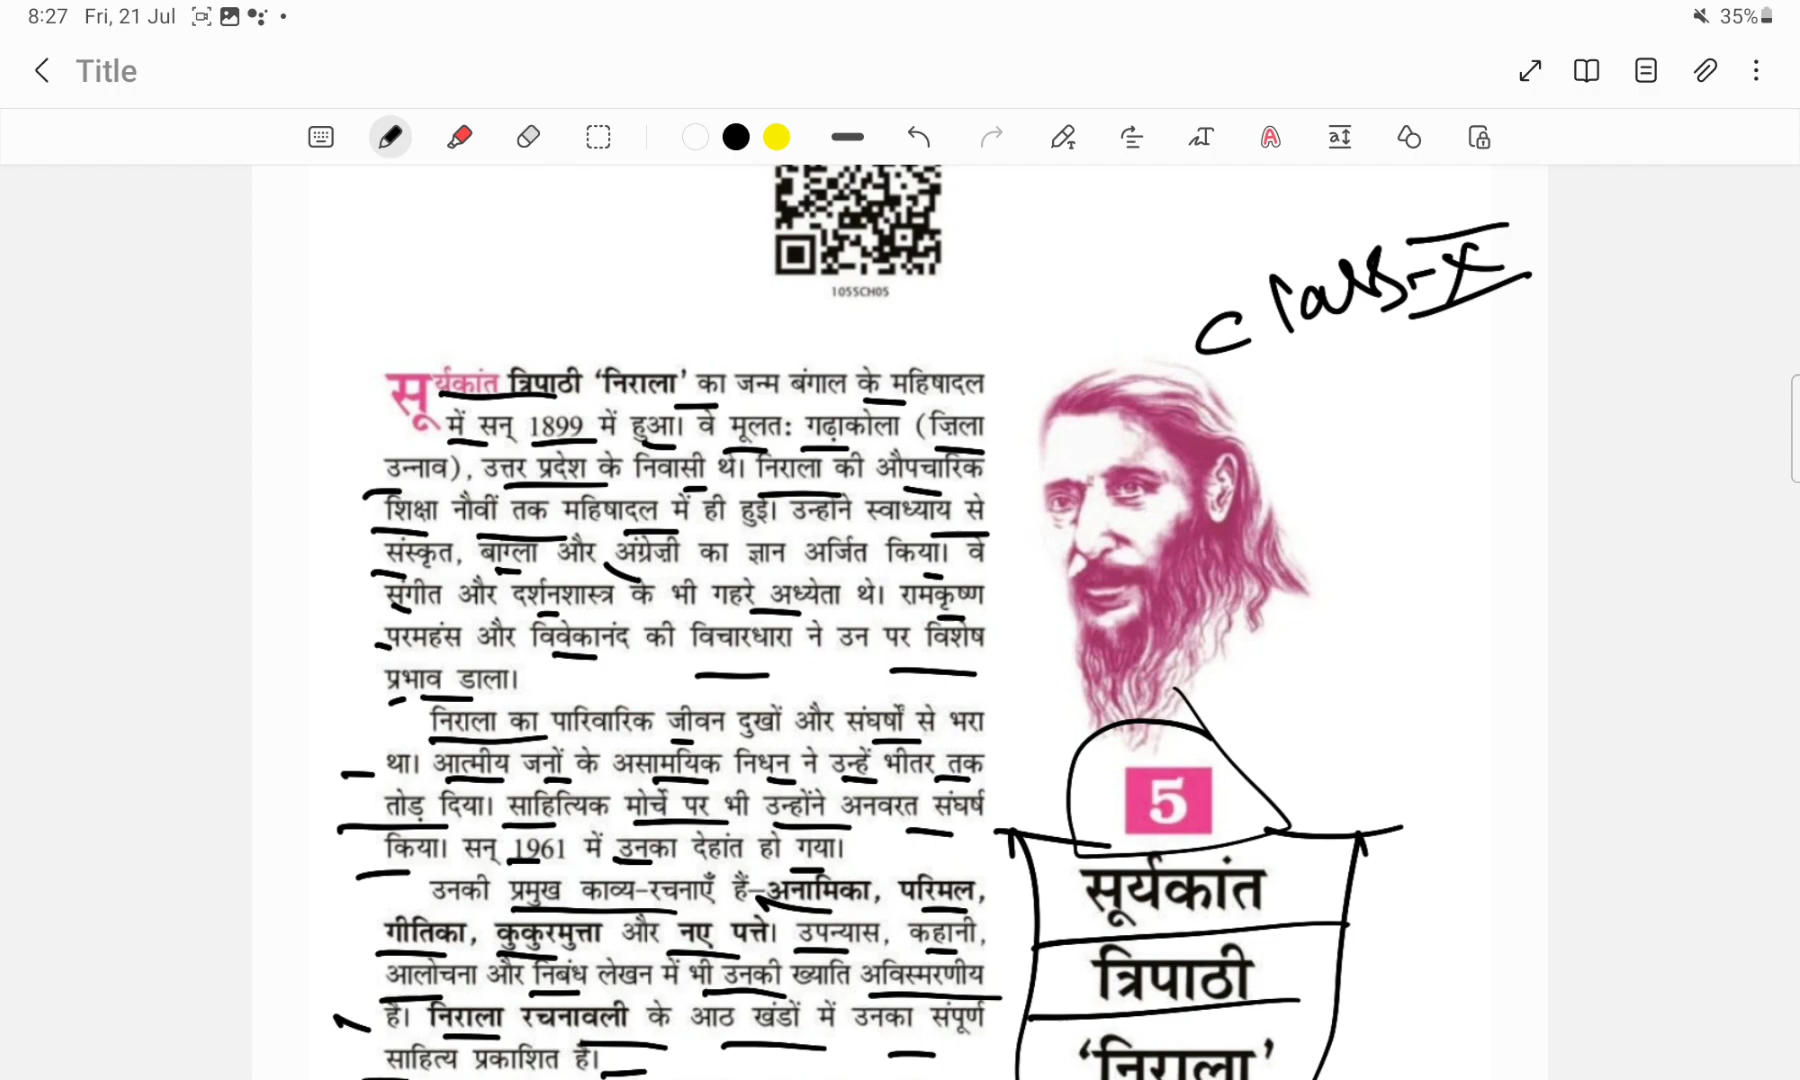 8:27 Fri, 21 Jul
35%
Title
1055CH05
Class-X
सूर्यकांत त्रिपाठी ‘निराला’ का जन्म बंगाल के महिषादल
में सन् 1899 में हुआ। वे मूलत: गढ़ाकोला (जिला
उन्नाव), उत्तर प्रदेश के निवासी थे। निराला की औपचारिक
शिक्षा नौवीं तक महिषादल में ही हुई। उन्होंने स्वाध्याय से
संस्कृत, बांग्ला और अंग्रेज़ी का ज्ञान अर्जित किया। वे
संगीत और दर्शनशास्त्र के भी गहरे अध्येता थे। रामकृष्ण
परमहंस और विवेकानंद की विचारधारा ने उन पर विशेष
प्रभाव डाला।
निराला का पारिवारिक जीवन दुखों और संघर्षों से भरा
था। आत्मीय जनों के असामयिक निधन ने उन्हें भीतर तक
तोड़ दिया। साहित्यिक मोर्चे पर भी उन्होंने अनवरत संघर्ष
किया। सन् 1961 में उनका देहांत हो गया।
उनकी प्रमुख काव्य-रचनाएँ हैं–अनामिका, परिमल,
गीतिका, कुकुरमुत्ता और नए पत्ते। उपन्यास, कहानी,
आलोचना और निबंध लेखन में भी उनकी ख्याति अविस्मरणीय
है। निराला रचनावली के आठ खंडों में उनका संपूर्ण
साहित्य प्रकाशित है।
5
सूर्यकांत
त्रिपाठी
‘निराला’